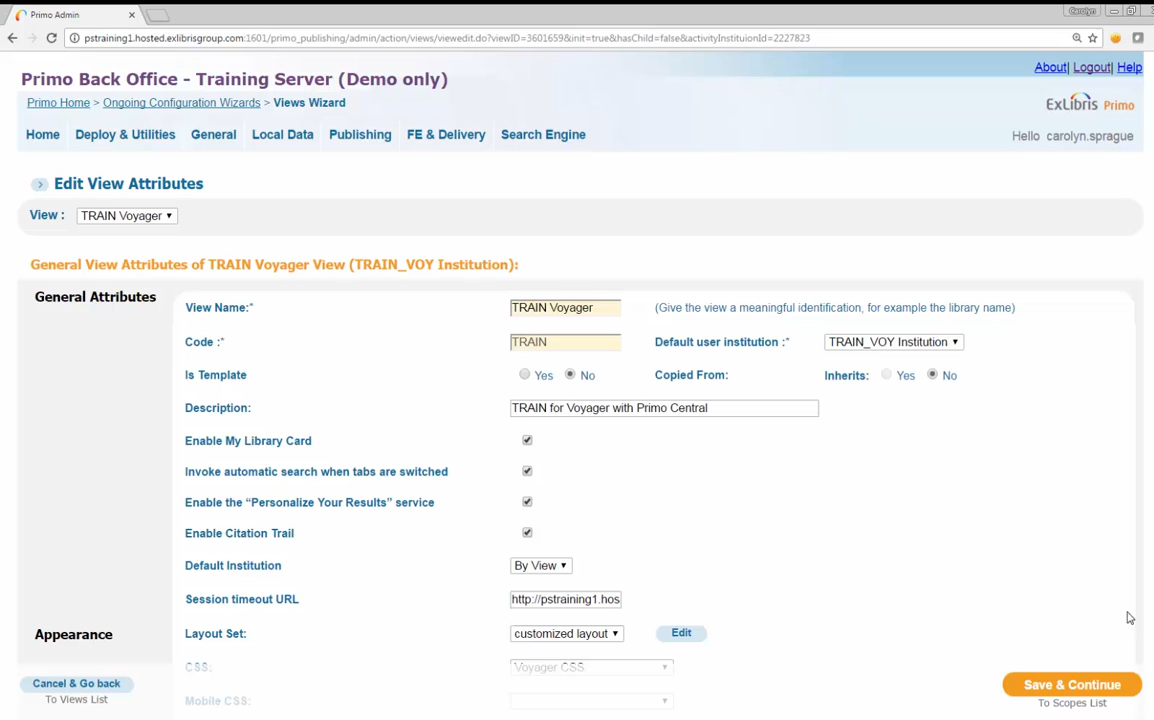 Primo Admin
Carolyn
pstraining1.hosted.exlibrisgroup.com:1601/primo_publishing/admin/action/views/viewedit.do?viewID=3601659&init=true&hasChild=false&activityInstituionId=2227823
About| Logout| Help
Primo Back Office - Training Server (Demo only)
Primo Home > Ongoing Configuration Wizards > Views Wizard
ExLibris Primo
Home Deploy & Utilities General Local Data Publishing FE & Delivery Search Engine
Hello carolyn.sprague
Edit View Attributes
View : TRAIN Voyager
General View Attributes of TRAIN Voyager View (TRAIN_VOY Institution):
General Attributes
View Name:* TRAIN Voyager (Give the view a meaningful identification, for example the library name)
Code :* TRAIN Default user institution :* TRAIN_VOY Institution
Is Template Yes No Copied From: Inherits: Yes No
Description: TRAIN for Voyager with Primo Central
Enable My Library Card
Invoke automatic search when tabs are switched
Enable the “Personalize Your Results” service
Enable Citation Trail
Default Institution By View
Session timeout URL http://pstraining1.hos
Appearance Layout Set: customized layout Edit
CSS: Voyager CSS
Cancel & Go back
To Views List
Mobile CSS:
Save & Continue
To Scopes List